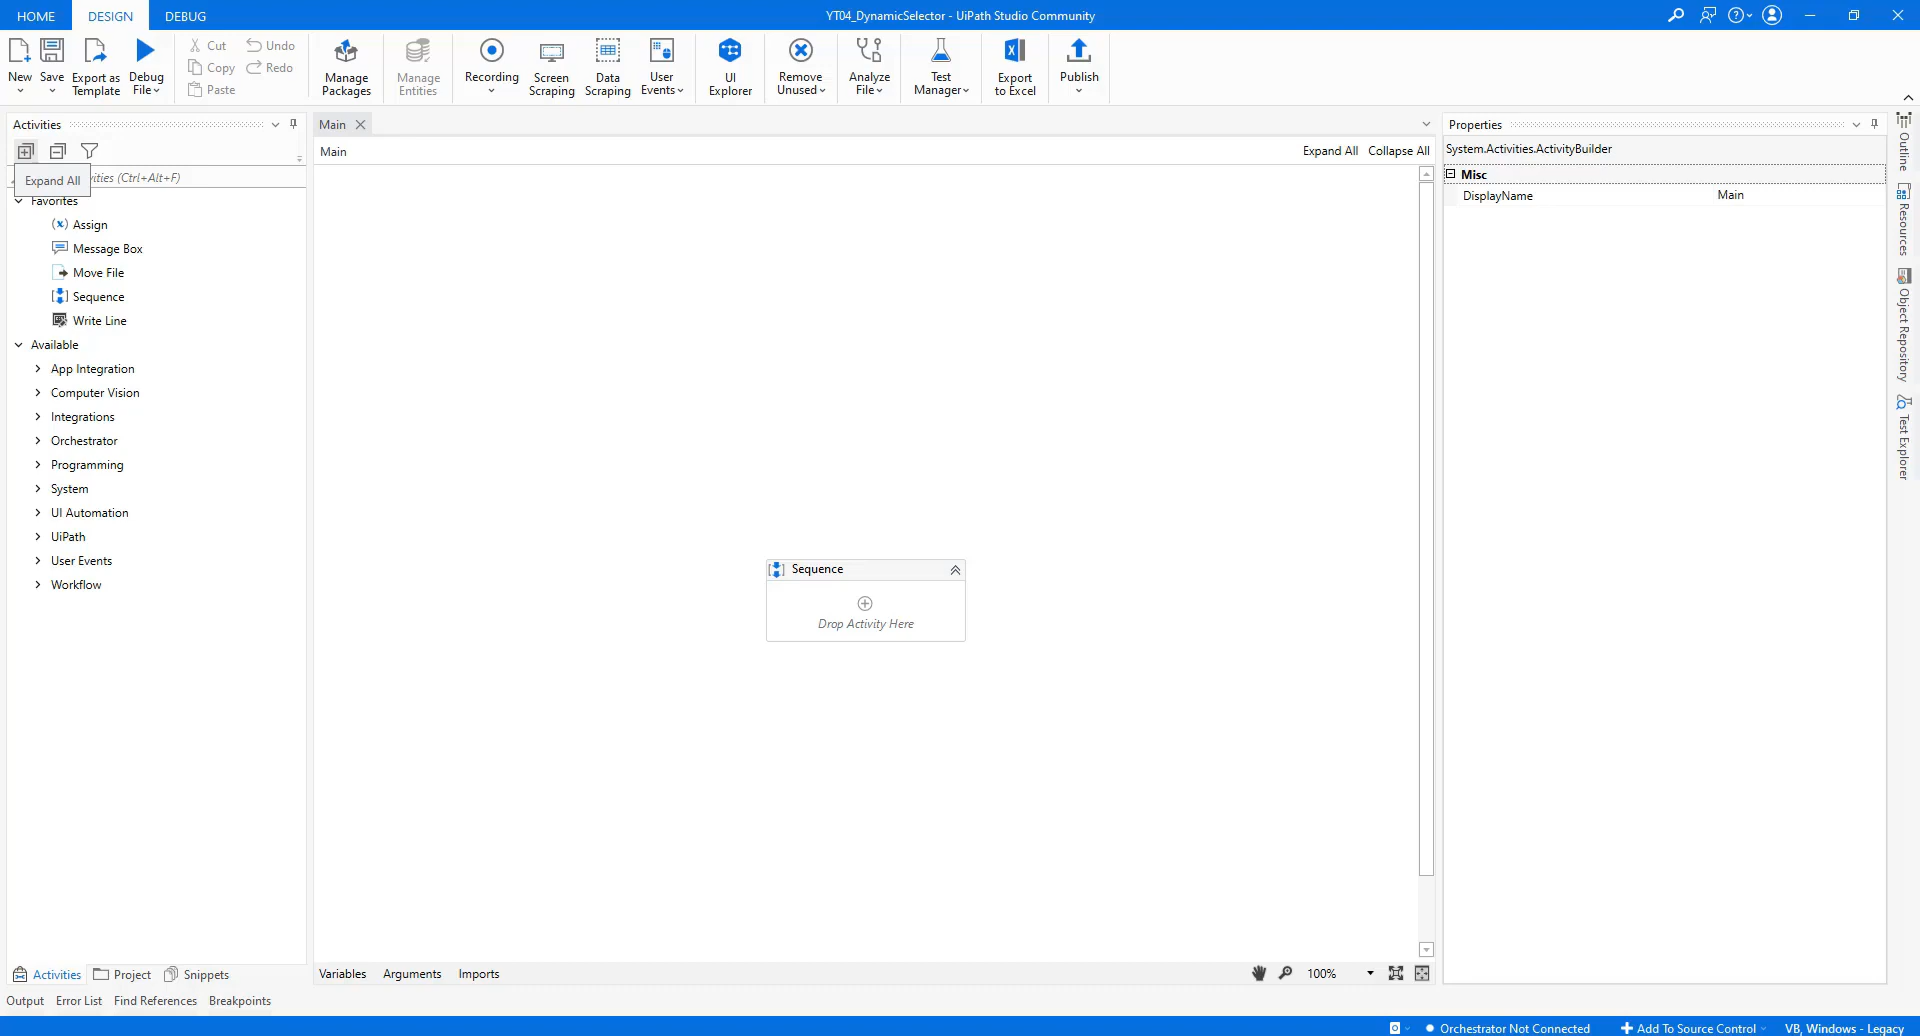 HOME DESIGN DEBUG YT04_DynamicSelector - UiPath Studio Community
New Save Export as Template Debug File Cut Copy Paste Undo Redo Manage Packages Manage Entities Recording Screen Scraping Data Scraping User Events UI Explorer Remove Unused Analyze File Test Manager Export to Excel Publish
Activities
Expand All
ities (Ctrl+Alt+F)
Favorites
Assign
Message Box
Move File
Sequence
Write Line
Available
App Integration
Computer Vision
Integrations
Orchestrator
Programming
System
UI Automation
UiPath
User Events
Workflow
Activities Project Snippets
Main
Main Expand All Collapse All
Sequence
Drop Activity Here
Variables Arguments Imports 100%
Properties
System.Activities.ActivityBuilder
Misc
DisplayName Main
Outline
Resources
Object Repository
Test Explorer
Output Error List Find References Breakpoints
Orchestrator Not Connected Add To Source Control VB, Windows - Legacy